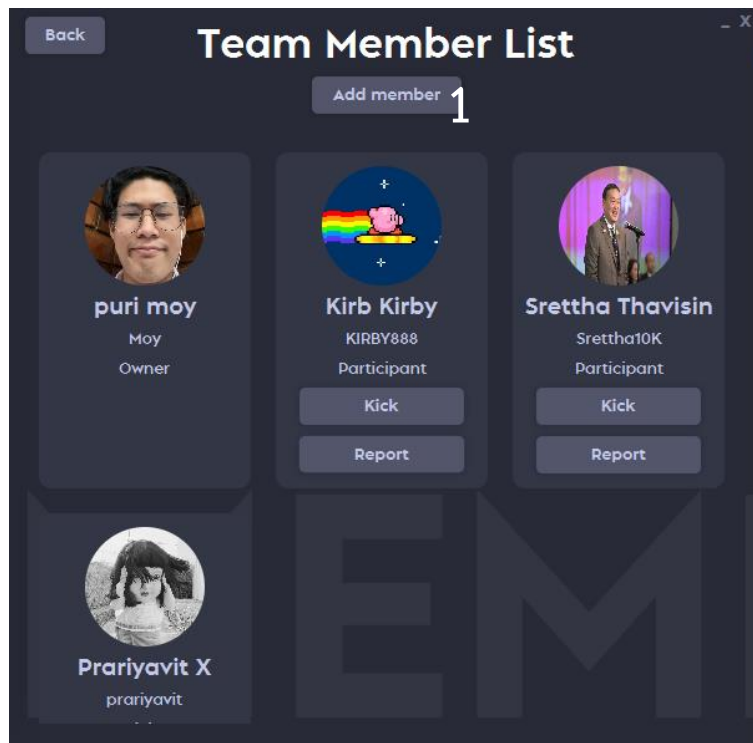 Back
Team Member List
_ X
Add member
1
puri moy
Moy
Owner
Kirb Kirby
KIRBY888
Participant
Kick
Report
Srettha Thavisin
Srettha10K
Participant
Kick
Report
Prariyavit X
prariyavit
EM